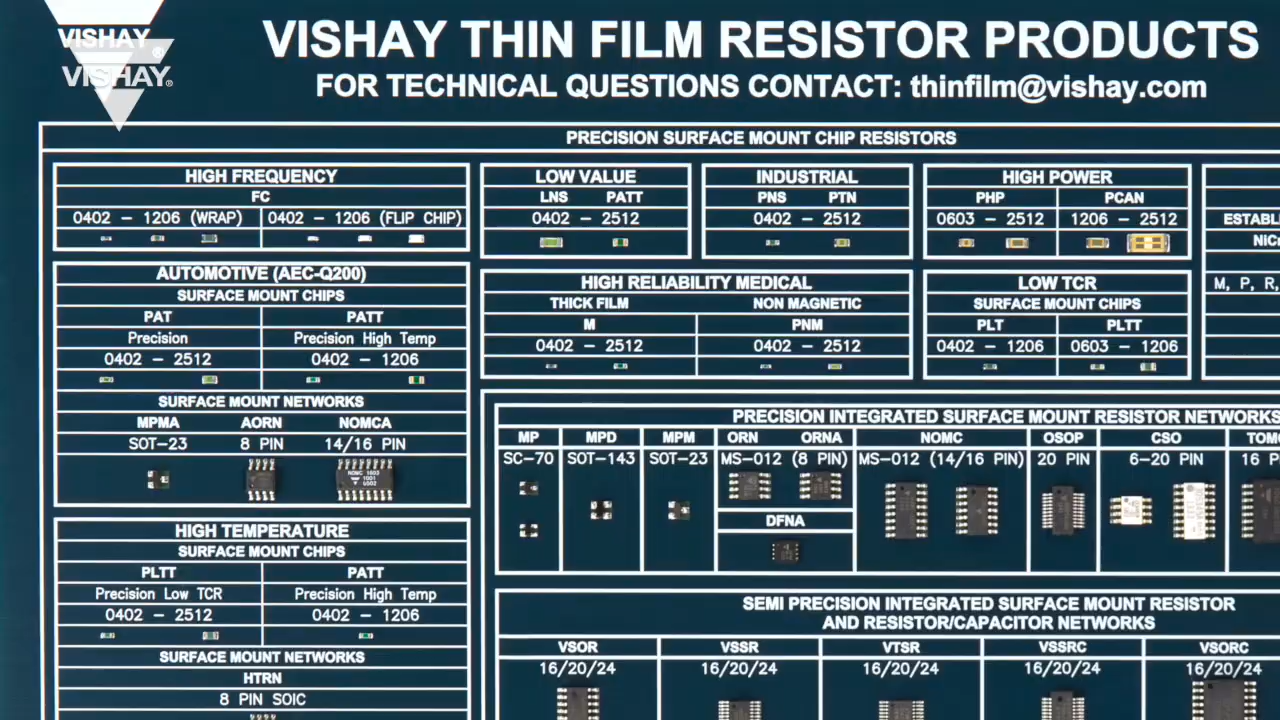 VISHAY
VISHAY®
VISHAY THIN FILM RESISTOR PRODUCTS
FOR TECHNICAL QUESTIONS CONTACT: thinfilm@vishay.com
PRECISION SURFACE MOUNT CHIP RESISTORS
HIGH FREQUENCY
FC
0402 – 1206 (WRAP) 0402 – 1206 (FLIP CHIP)
LOW VALUE
LNS PATT
0402 – 2512
INDUSTRIAL
PNS PTN
0402 – 2512
HIGH POWER
PHP PCAN
0603 – 2512 1206 – 2512
M, P, R,
AUTOMOTIVE (AEC-Q200)
SURFACE MOUNT CHIPS
PAT PATT
Precision Precision High Temp
0402 – 2512 0402 – 1206
SURFACE MOUNT NETWORKS
MPMA AORN NOMCA
SOT-23 8 PIN 14/16 PIN
HIGH RELIABILITY MEDICAL
THICK FILM NON MAGNETIC
M PNM
0402 – 2512 0402 – 2512
LOW TCR
SURFACE MOUNT CHIPS
PLT PLTT
0402 – 1206 0603 – 1206
PRECISION INTEGRATED SURFACE MOUNT RESISTOR NETWORKS
MP MPD MPM ORN ORNA NOMC OSOP CSO
SC-70 SOT-143 SOT-23 MS-012 (8 PIN) MS-012 (14/16 PIN) 20 PIN 6-20 PIN 16
DFNA
HIGH TEMPERATURE
SURFACE MOUNT CHIPS
PLTT PATT
Precision Low TCR Precision High Temp
0402 – 2512 0402 – 1206
SURFACE MOUNT NETWORKS
HTRN
8 PIN SOIC
SEMI PRECISION INTEGRATED SURFACE MOUNT RESISTOR
AND RESISTOR/CAPACITOR NETWORKS
VSOR VSSR VTSR VSSRC VSORC
16/20/24 16/20/24 16/20/24 16/20/24 16/20/24